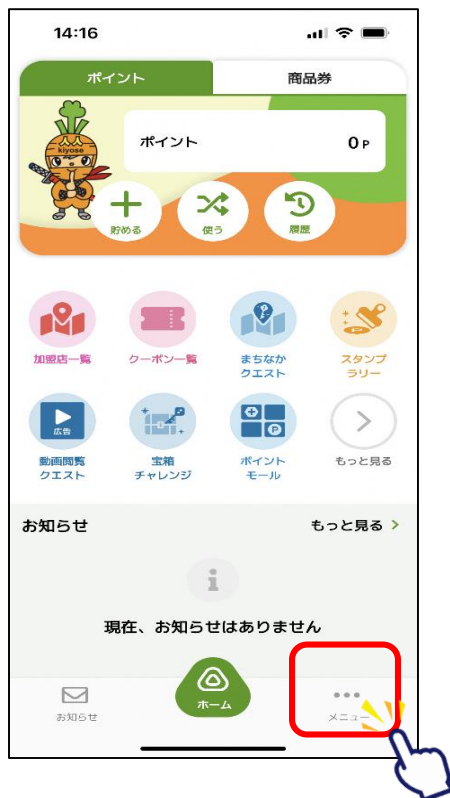 14:16
ポイント
商品券
kiyose
ポイント
0 P
貯める
使う
履歴
加盟店一覧
クーポン一覧
まちなか
クエスト
スタンプ
ラリー
広告
P
動画閲覧
クエスト
宝箱
チャレンジ
ポイント
モール
もっと見る
お知らせ
もっと見る
現在、お知らせはありません
お知らせ
ホーム
メニュー